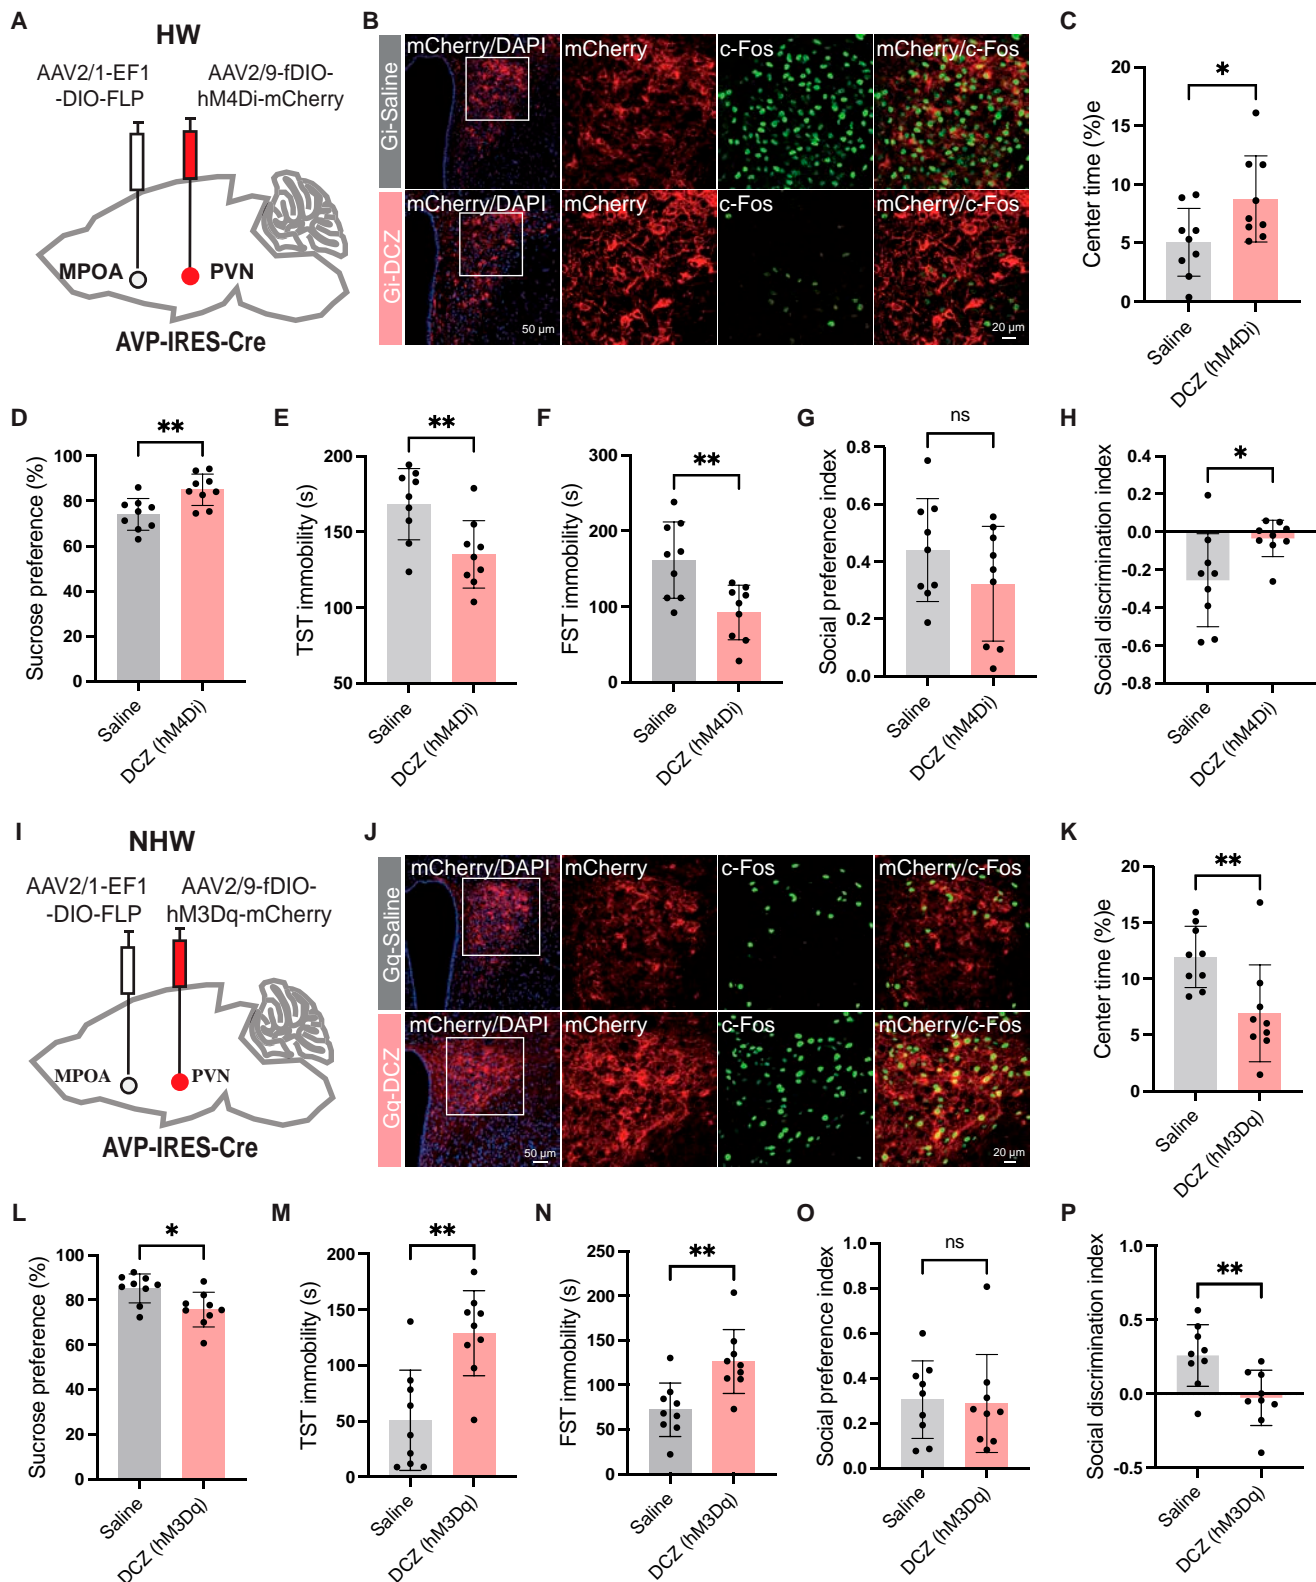 A
HW
AAV2/1-EF1
-DIO-FLP
AAV2/9-fDIO-
hM4Di-mCherry
MPOA
PVN
AVP-IRES-Cre
B
Gi-Saline
mCherry/DAPI
mCherry
c-Fos
mCherry/c-Fos
Gi-DCZ
mCherry/DAPI
mCherry
c-Fos
mCherry/c-Fos
50 µm
20 µm
C
Center time (%)e
20
15
10
5
0
*
Saline
DCZ (hM4Di)
D
Sucrose preference (%)
100
80
60
40
20
0
**
Saline
DCZ (hM4Di)
E
TST immobility (s)
200
150
100
50
**
Saline
DCZ (hM4Di)
F
FST immobility (s)
300
200
100
0
**
Saline
DCZ (hM4Di)
G
Social preference index
0.8
0.6
0.4
0.2
0.0
ns
Saline
DCZ (hM4Di)
H
Social discrimination index
0.4
0.2
0.0
-0.2
-0.4
-0.6
-0.8
*
Saline
DCZ (hM4Di)
I
NHW
AAV2/1-EF1
-DIO-FLP
AAV2/9-fDIO-
hM3Dq-mCherry
MPOA
PVN
AVP-IRES-Cre
J
Gq-Saline
mCherry/DAPI
mCherry
c-Fos
mCherry/c-Fos
Gq-DCZ
mCherry/DAPI
mCherry
c-Fos
mCherry/c-Fos
50 µm
20 µm
K
Center time (%)e
20
15
10
5
0
**
Saline
DCZ (hM3Dq)
L
Sucrose preference (%)
100
80
60
40
20
0
*
Saline
DCZ (hM3Dq)
M
TST immobility (s)
200
150
100
50
0
**
Saline
DCZ (hM3Dq)
N
FST immobility (s)
250
200
150
100
50
0
**
Saline
DCZ (hM3Dq)
O
Social preference index
1.0
0.8
0.6
0.4
0.2
0.0
ns
Saline
DCZ (hM3Dq)
P
Social discrimination index
1.0
0.5
0.0
-0.5
**
Saline
DCZ (hM3Dq)